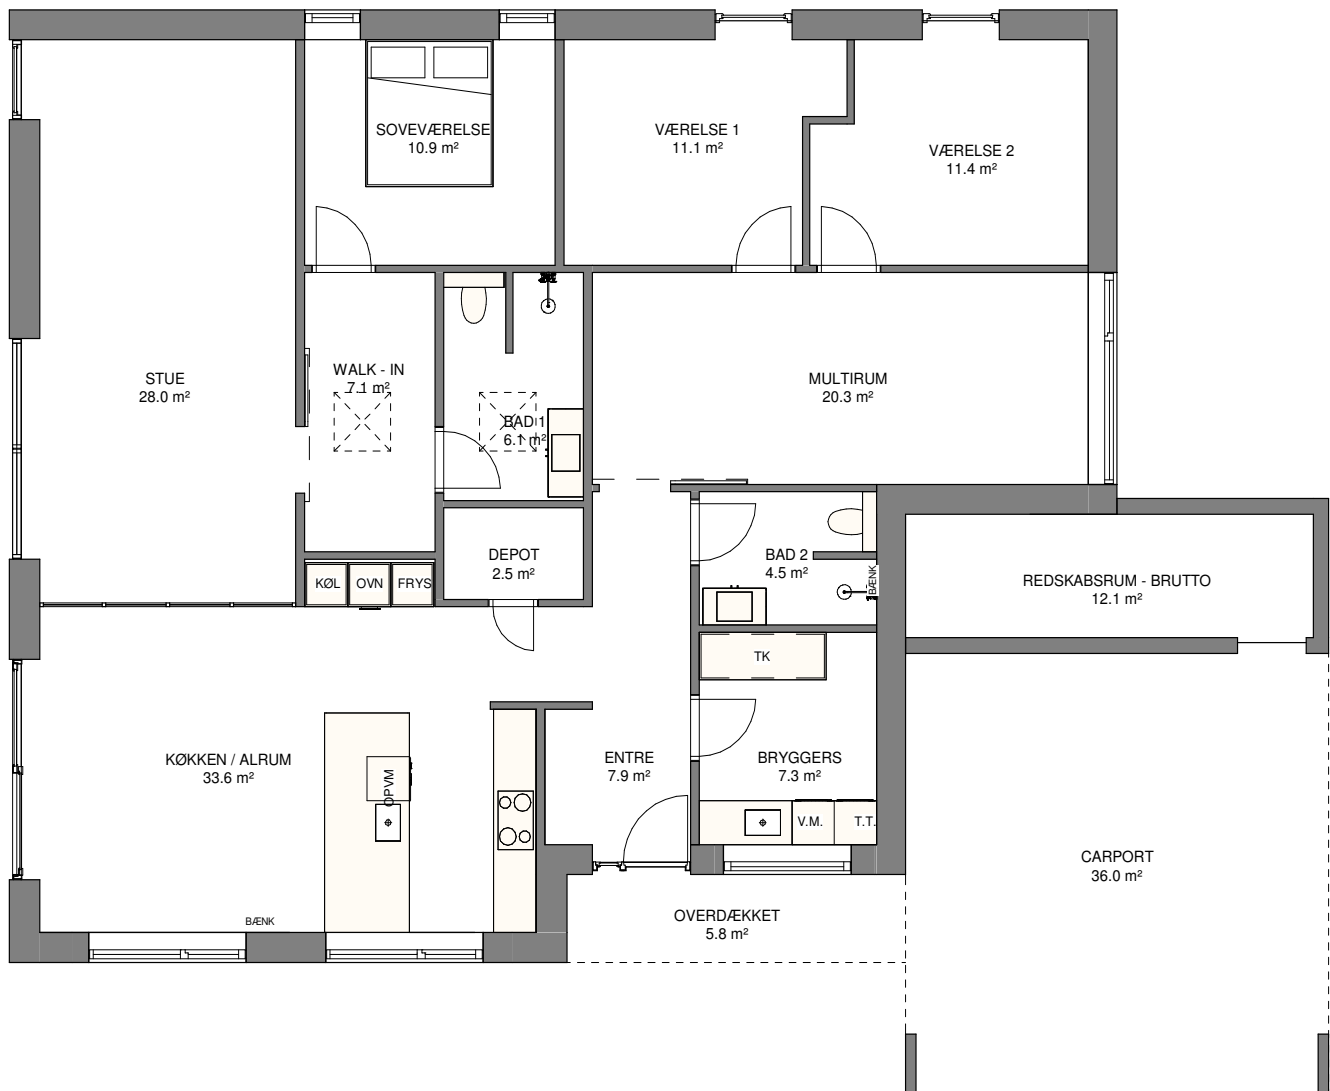 SOVEVÆRELSE
10.9 m²
VÆRELSE 1
11.1 m²
VÆRELSE 2
11.4 m²
STUE
28.0 m²
WALK - IN
7.1 m²
BAD 1
6.1 m²
MULTIRUM
20.3 m²
DEPOT
2.5 m²
BAD 2
4.5 m²
BÆNK
REDSKABSRUM - BRUTTO
12.1 m²
KØL
OVN
FRYS
TK
KØKKEN / ALRUM
33.6 m²
OPVM
ENTRE
7.9 m²
BRYGGERS
7.3 m²
V.M.
T.T.
CARPORT
36.0 m²
BÆNK
OVERDÆKKET
5.8 m²